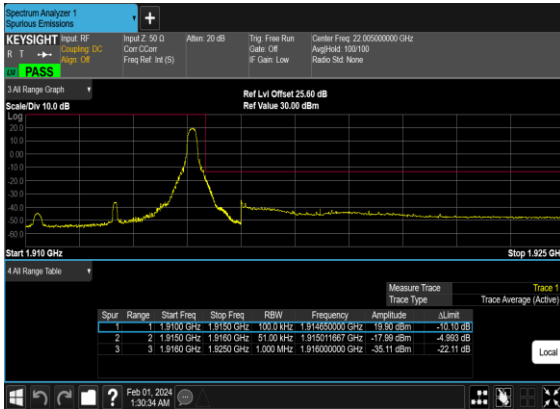 Spectrum Analyzer 1
Spurious Emissions
KEYSIGHT Input: RF Input Z: 50 Ω Atten: 20 dB Trig: Free Run Center Freq: 22.005000000 GHz
R T Coupling: DC Corr CCorr Gate: Off Avg|Hold: 100/100
Align: Off Freq Ref: Int (S) IF Gain: Low Radio Std: None
PASS
3 All Range Graph
Ref Lvl Offset 25.60 dB
Scale/Div 10.0 dB Ref Value 30.00 dBm
Log
20.0
10.0
0.00
-10.0
-20.0
-30.0
-40.0
-50.0
-60.0
Start 1.910 GHz Stop 1.925 GH
4 All Range Table
Measure Trace Trace 1
Trace Type Trace Average (Active)
Spur Range Start Freq Stop Freq RBW Frequency Amplitude ΔLimit
1 1 1.9100 GHz 1.9150 GHz 100.0 kHz 1.914650000 GHz 19.90 dBm -10.10 dB
2 2 1.9150 GHz 1.9160 GHz 51.00 kHz 1.915011667 GHz -17.99 dBm -4.993 dB
3 3 1.9160 GHz 1.9250 GHz 1.000 MHz 1.916000000 GHz -35.11 dBm -22.11 dB
Local
Feb 01, 2024
1:30:34 AM